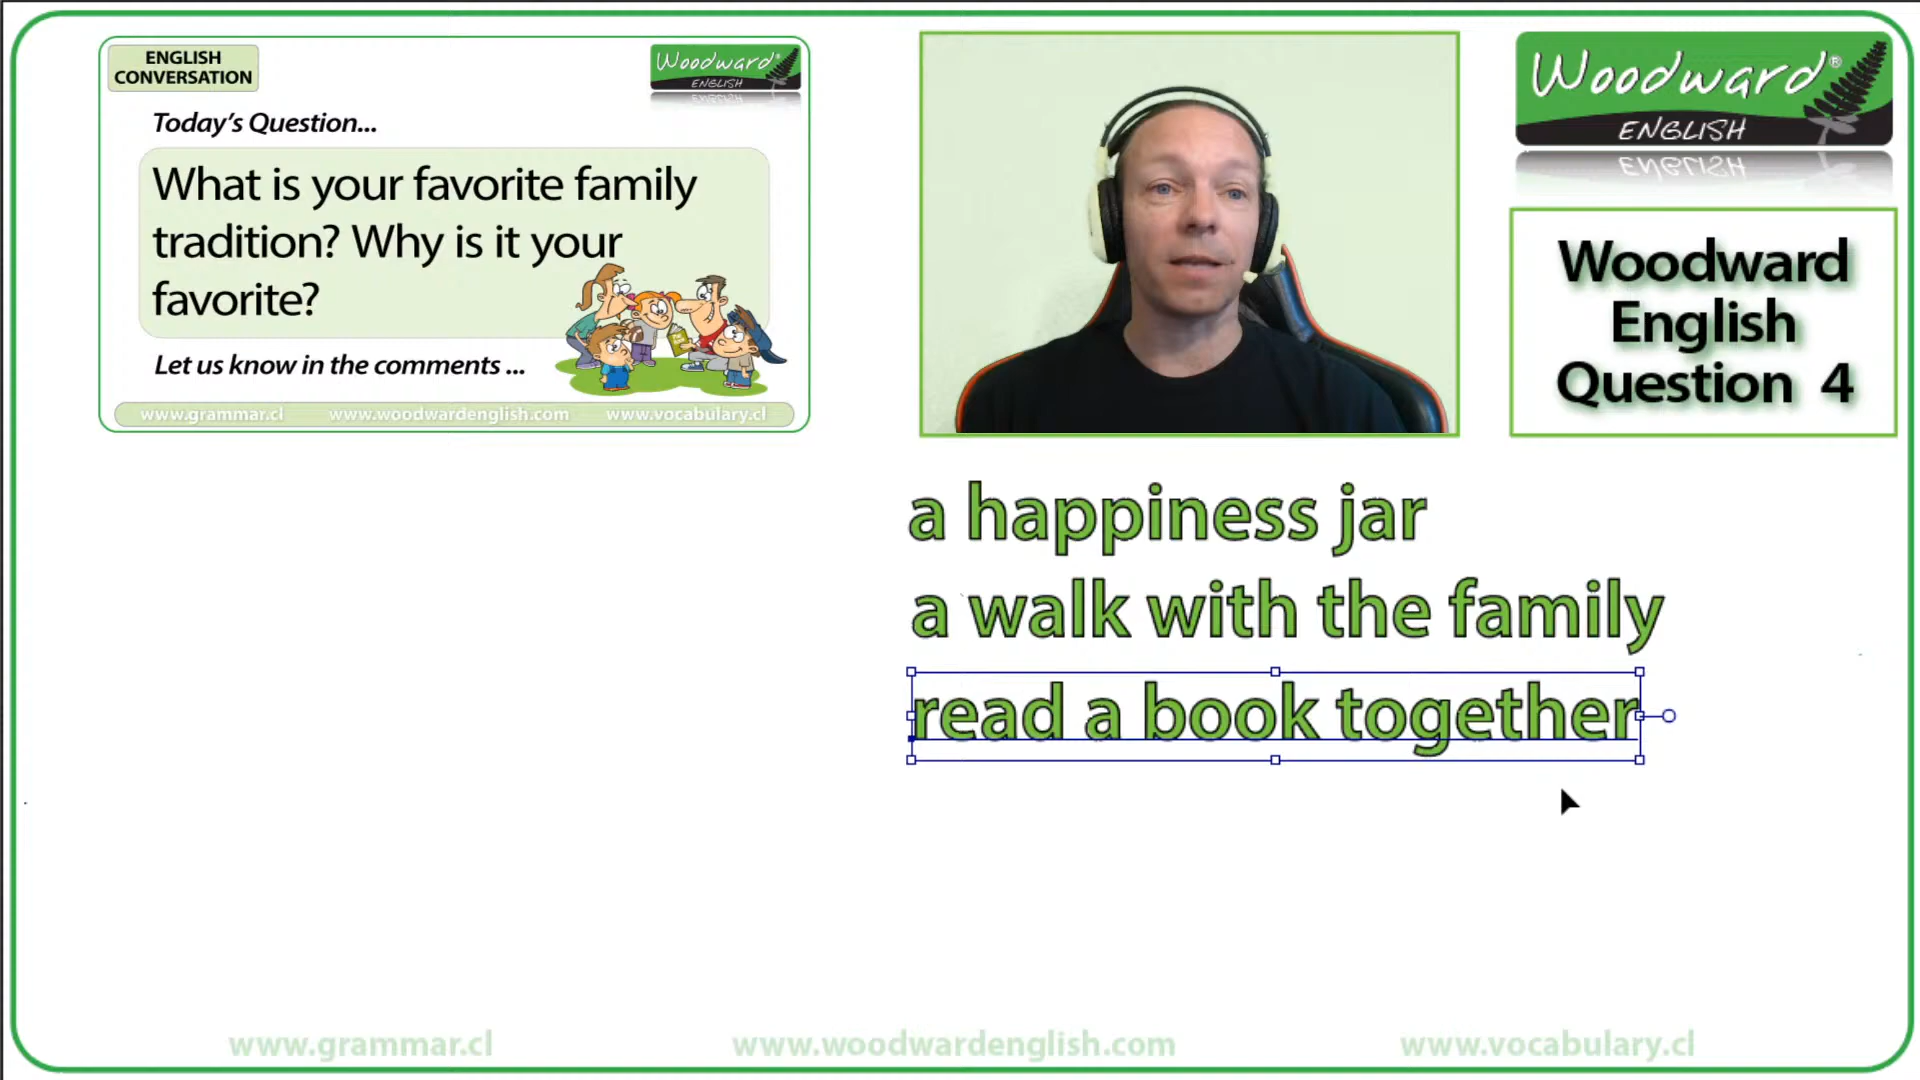 ENGLISH
CONVERSATION
Woodward®
ENGLISH
Today's Question...
What is your favorite family
tradition? Why is it your
favorite?
Let us know in the comments ...
www.grammar.cl www.woodwardenglish.com www.vocabulary.cl
Woodward®
ENGLISH
Woodward
English
Question 4
a happiness jar
a walk with the family
read a book together
www.grammar.cl www.woodwardenglish.com www.vocabulary.cl